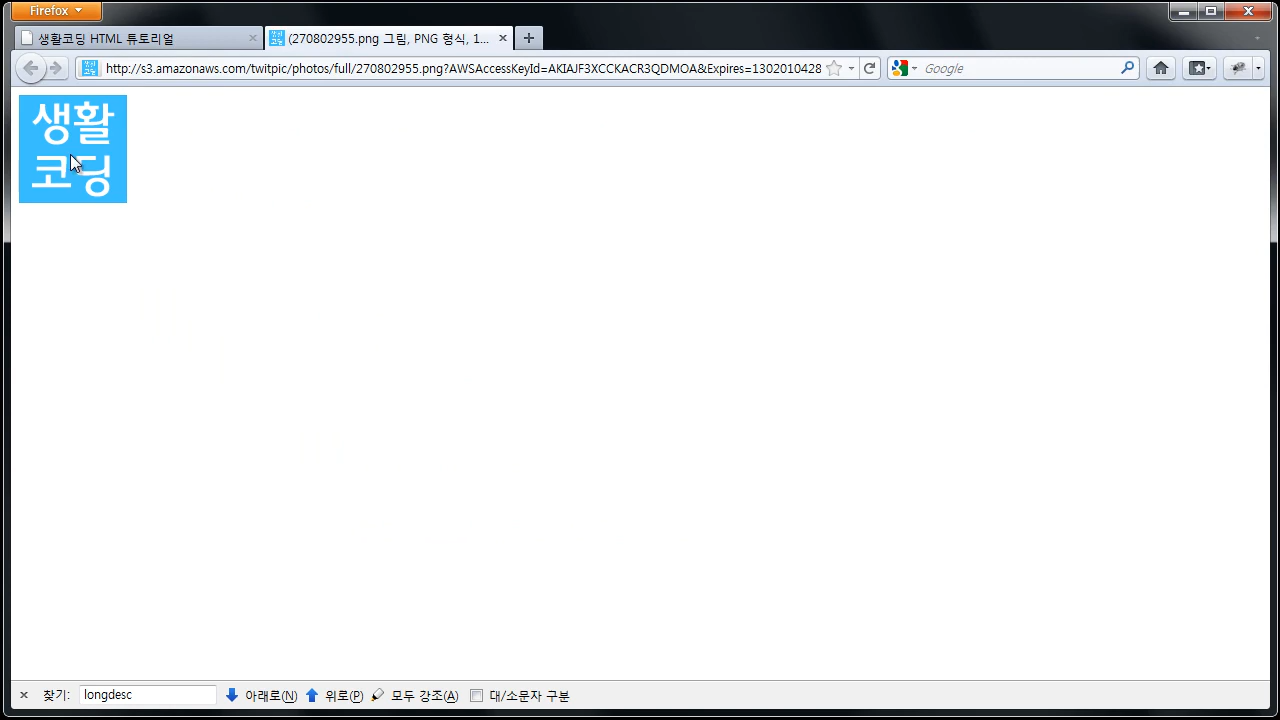 Firefox
생활코딩 HTML 튜토리얼
(270802955.png 그림, PNG 형식, 1...
http://s3.amazonaws.com/twitpic/photos/full/270802955.png?AWSAccessKeyId=AKIAJF3XCCKACR3QDMOA&Expires=1302010428
Google
생활
코딩
찾기: longdesc 아래로(N) 위로(P) 모두 강조(A) 대/소문자 구분